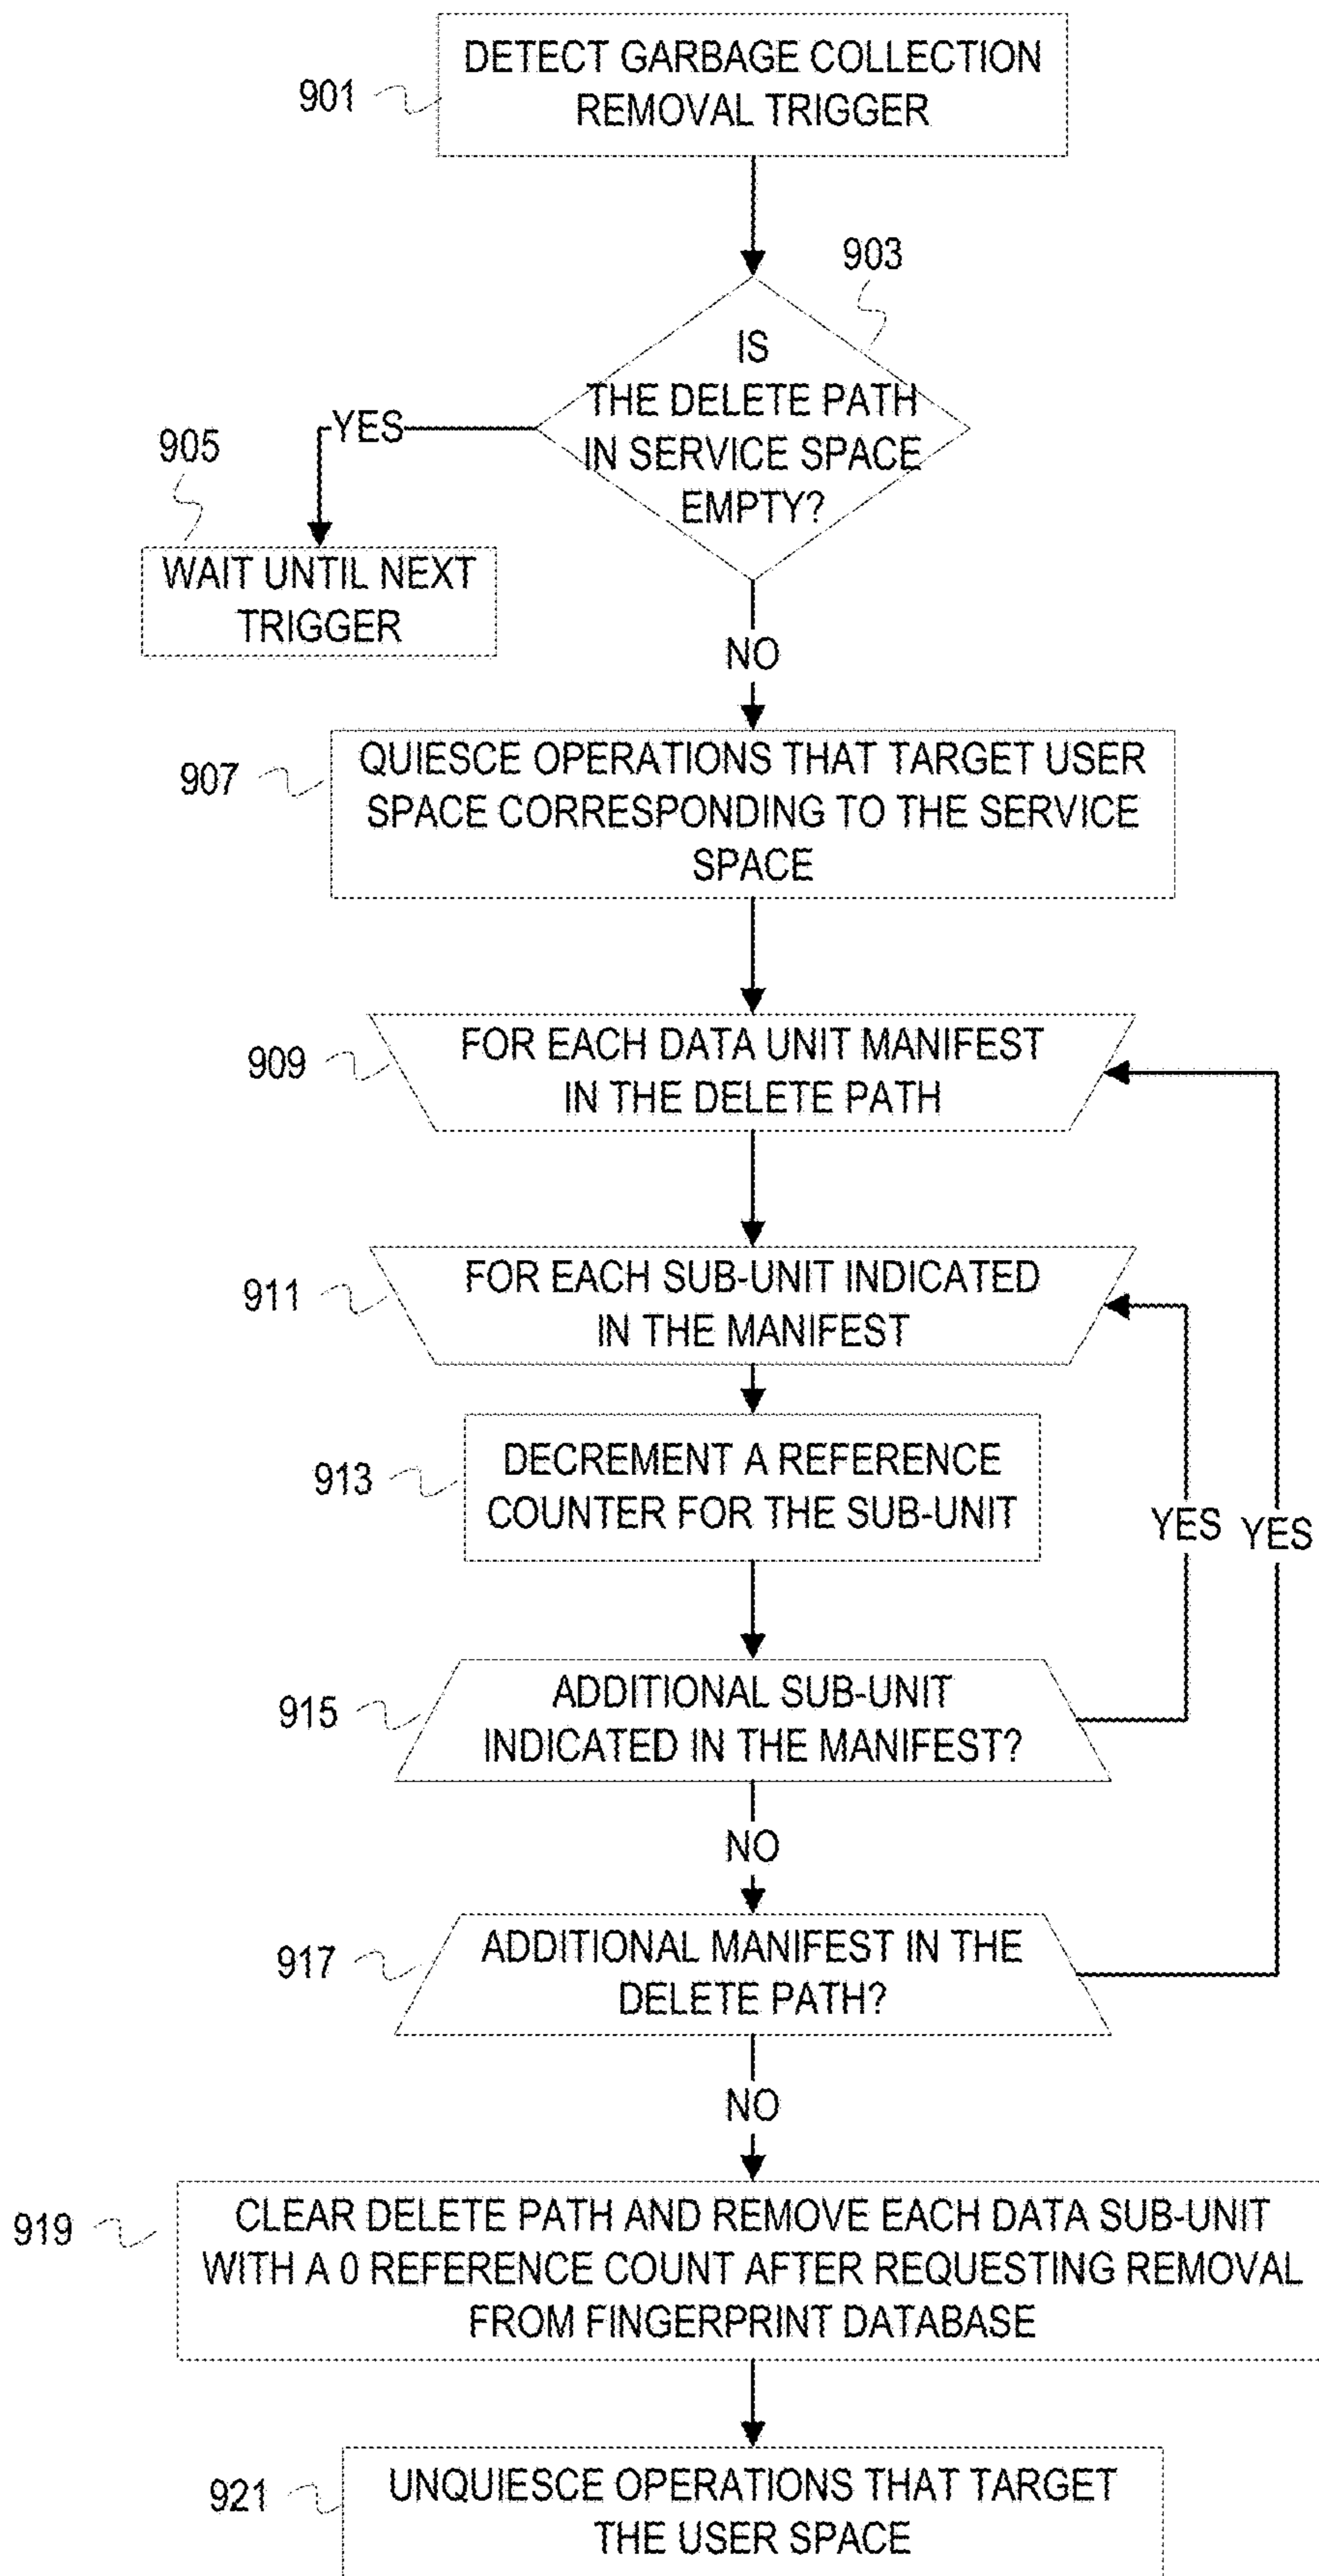 DETECT GARBAGE COLLECTION
REMOVAL TRIGGER
901
903
IS
THE DELETE PATH
IN SERVICE SPACE
EMPTY?
YES
905
WAIT UNTIL NEXT
TRIGGER
NO
907
QUIESCE OPERATIONS THAT TARGET USER
SPACE CORRESPONDING TO THE SERVICE
SPACE
909
FOR EACH DATA UNIT MANIFEST
IN THE DELETE PATH
911
FOR EACH SUB-UNIT INDICATED
IN THE MANIFEST
913
DECREMENT A REFERENCE
COUNTER FOR THE SUB-UNIT
YES
YES
915
ADDITIONAL SUB-UNIT
INDICATED IN THE MANIFEST?
NO
917
ADDITIONAL MANIFEST IN THE
DELETE PATH?
NO
919
CLEAR DELETE PATH AND REMOVE EACH DATA SUB-UNIT
WITH A 0 REFERENCE COUNT AFTER REQUESTING REMOVAL
FROM FINGERPRINT DATABASE
921
UNQUIESCE OPERATIONS THAT TARGET
THE USER SPACE